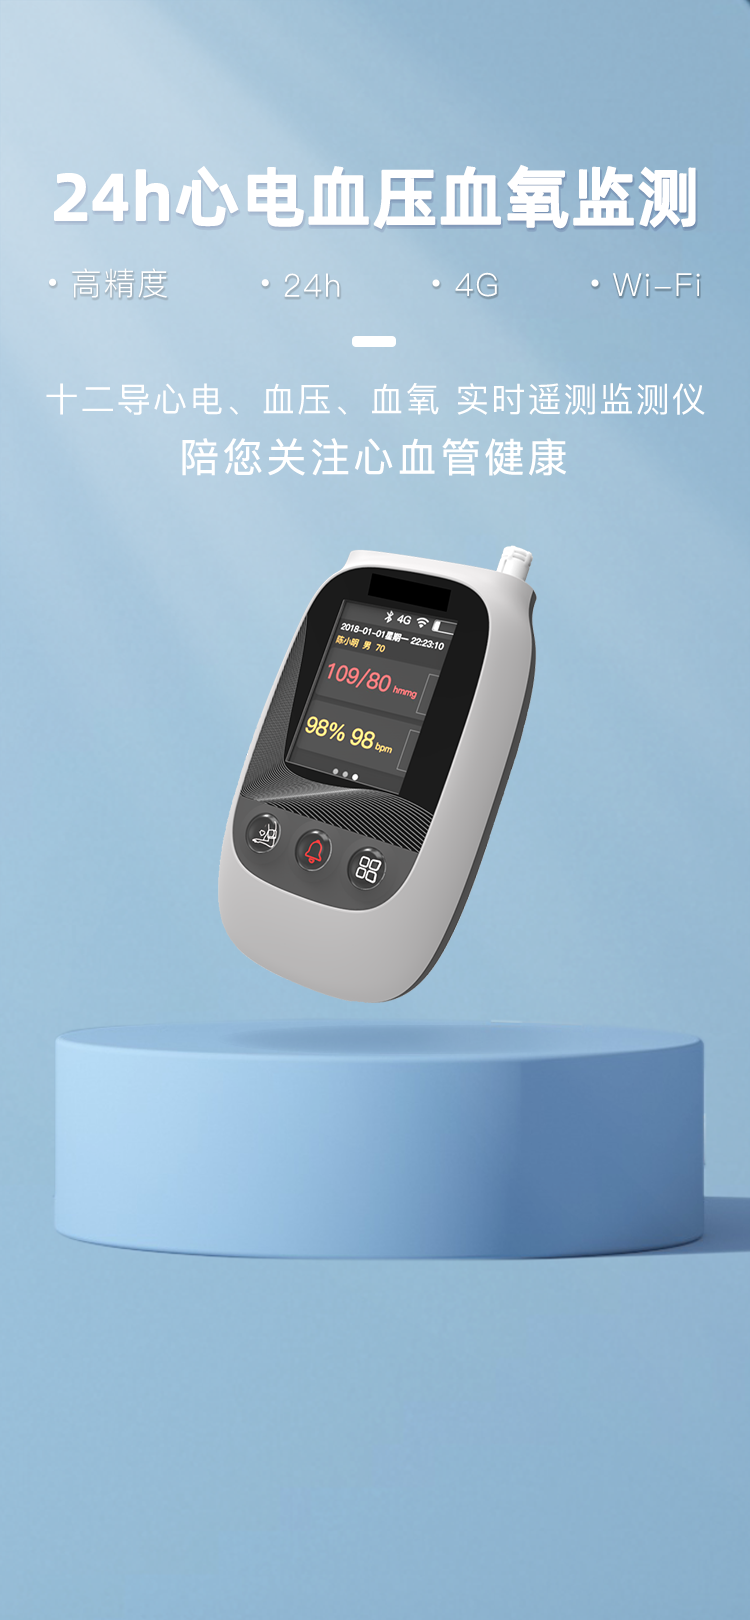 24h心电血压血氧监测
• 高精度 • 24h • 4G • Wi-Fi
十二导心电、血压、血氧 实时遥测监测仪
陪您关注心血管健康
4G
2018-01-01星期一 22:23:10
陈小明 男 70
109/80 hmmg
98% 98 bpm